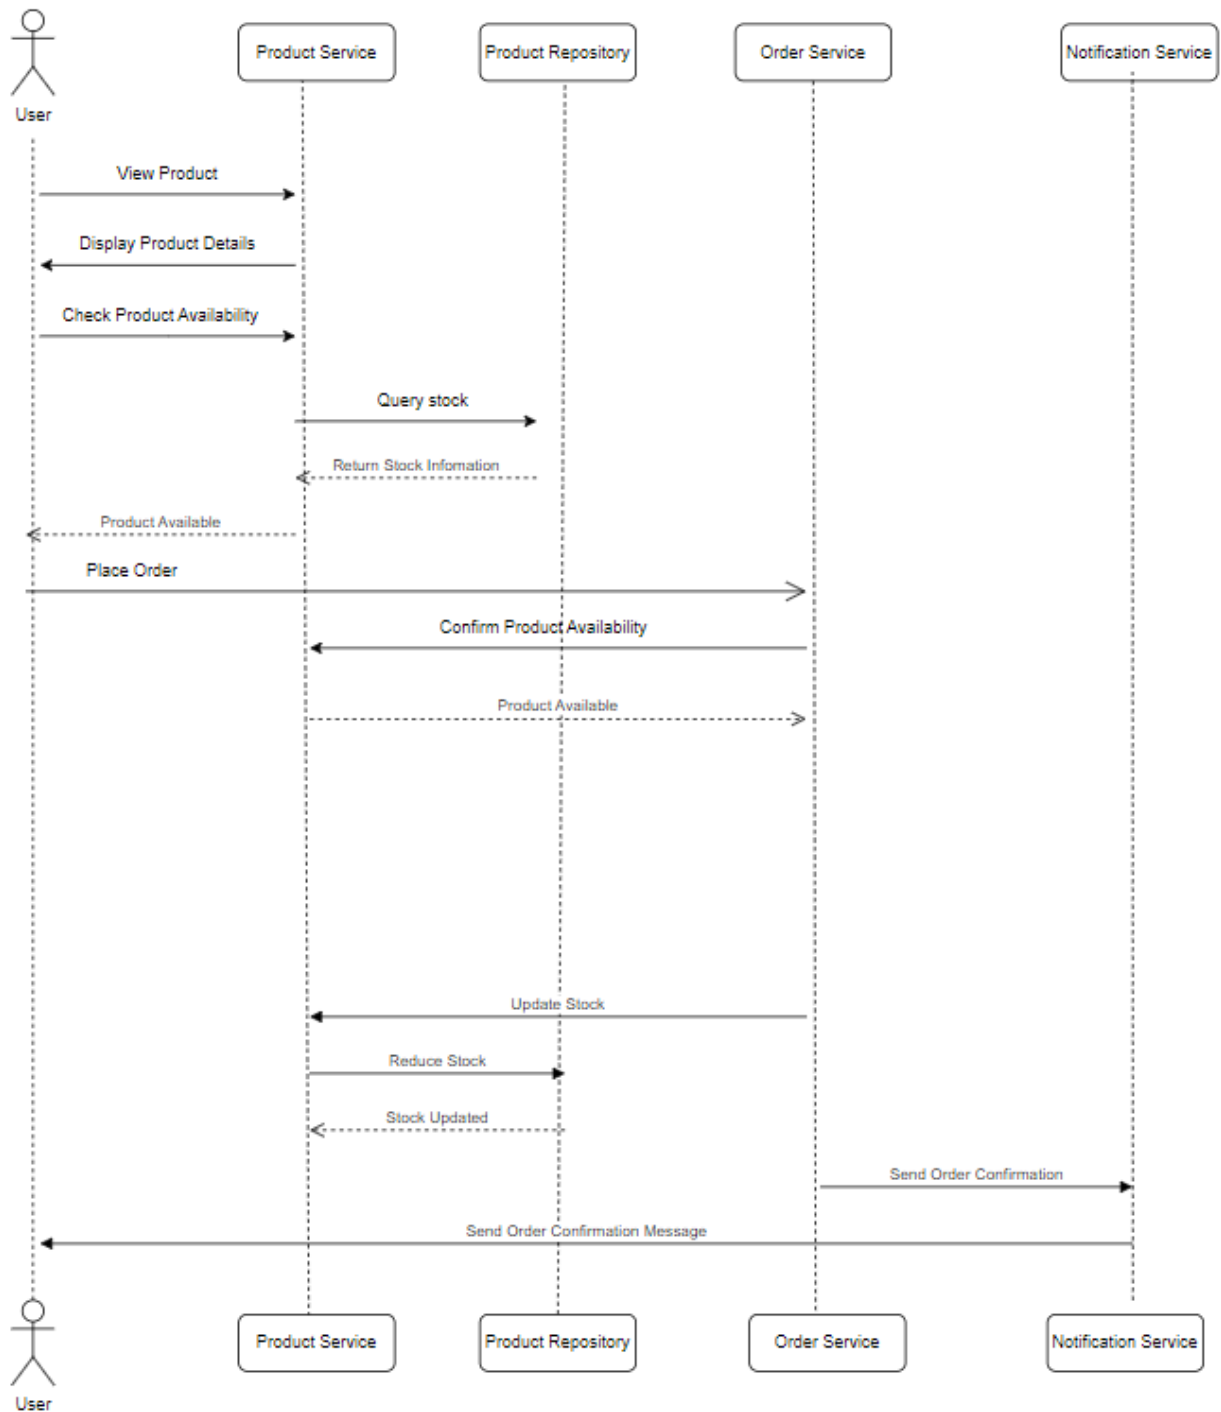 Product Service
Product Repository
Order Service
Notification Service
User
View Product
Display Product Details
Check Product Availability
Query stock
Return Stock Infomation
Product Available
Place Order
Confirm Product Availability
Product Available
Update Stock
Reduce Stock
Stock Updated
Send Order Confirmation
Send Order Confirmation Message
Product Service
Product Repository
Order Service
Notification Service
User